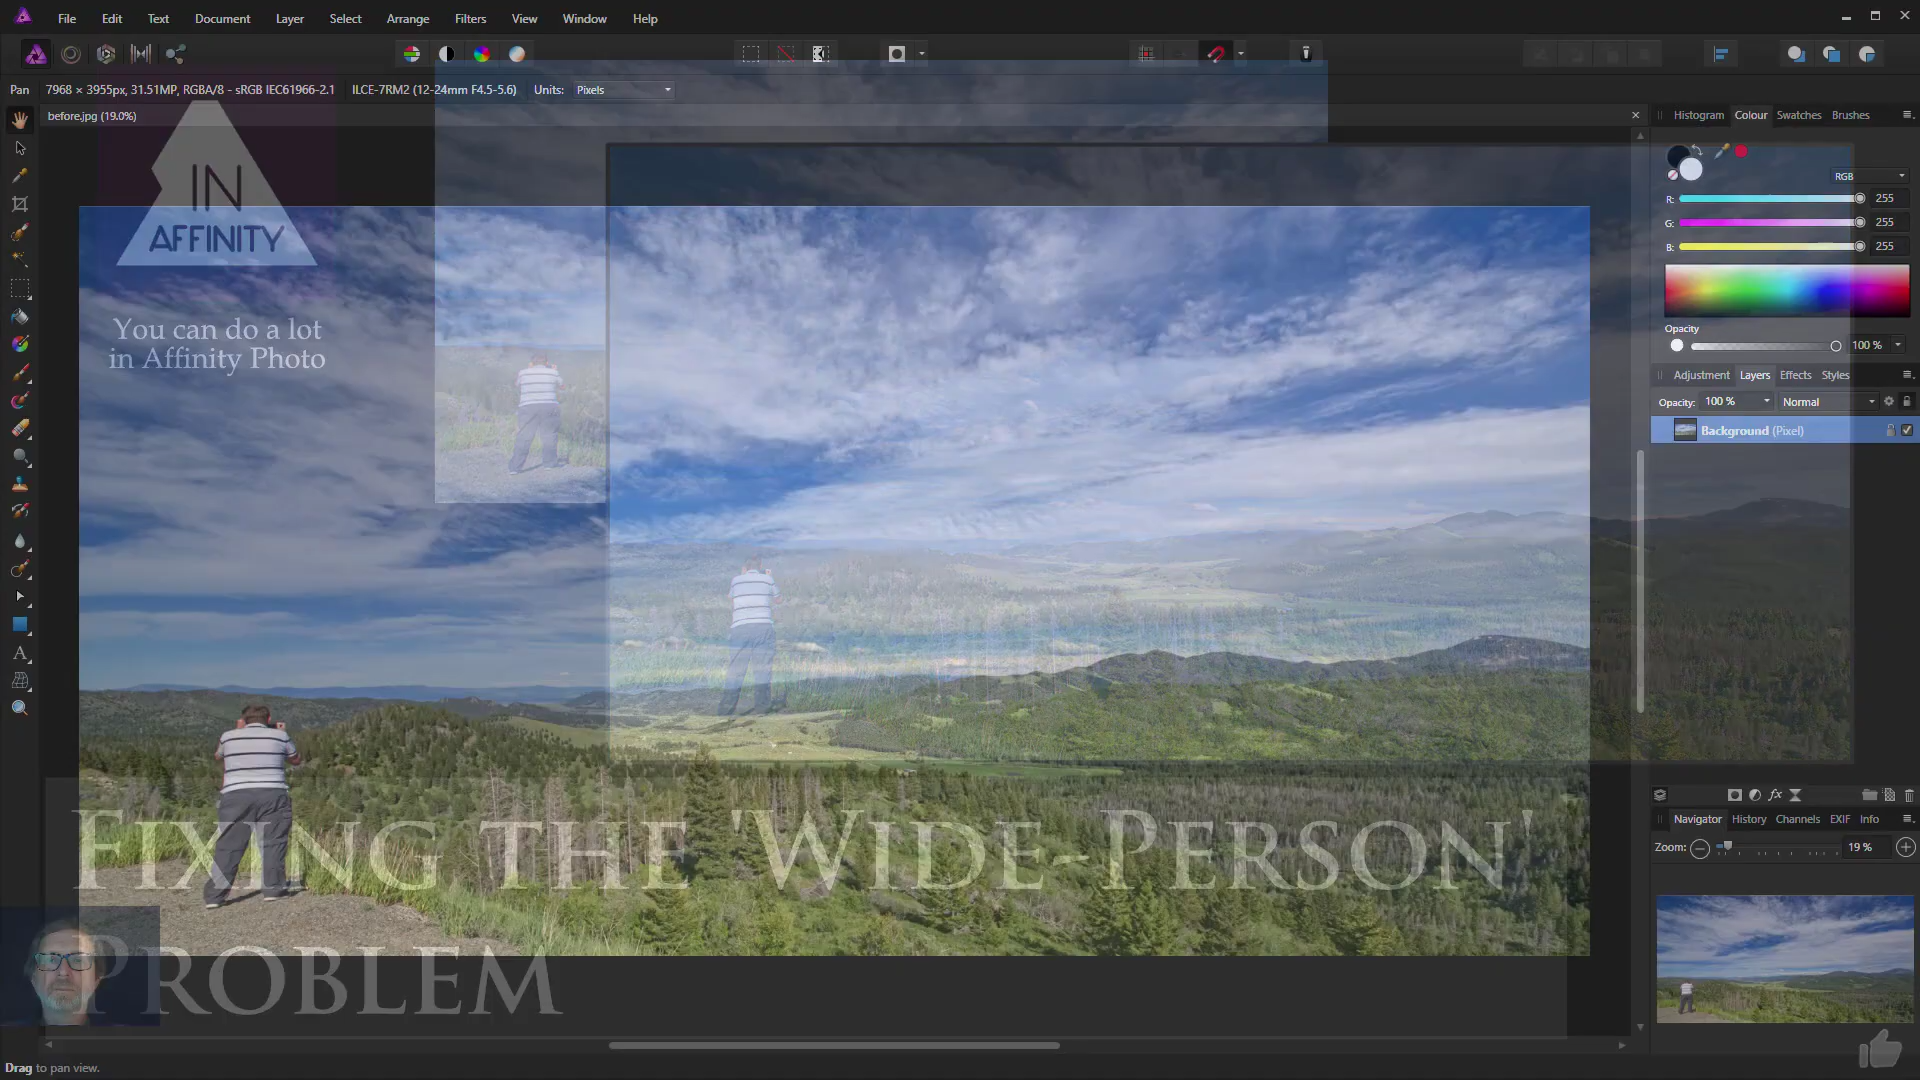 File Edit Text Document Layer Select Arrange Filters View Window Help
Pan 7968 × 3955px, 31.51MP, RGBA/8 - sRGB IEC61966-2.1 ILCE-7RM2 (12-24mm F4.5-5.6) Units: Pixels
before.jpg (19.0%)
Histogram Colour Swatches Brushes
RGB
R: 255
G: 255
B: 255
Opacity
100 %
Adjustment Layers Effects Styles
Opacity: 100 % Normal
Background (Pixel)
IN
AFFINITY
You can do a lot
in Affinity Photo
fx
Navigator History Channels EXIF Info
Zoom: 19 %
Fixing the 'Wide-Person'
Problem
Drag to pan view.